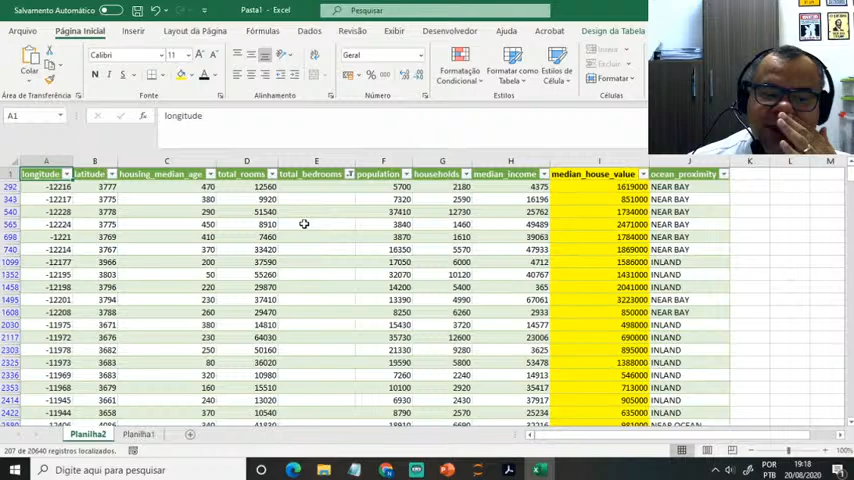 Salvamento Automático
Pasta1 - Excel
Pesquisar
Arquivo Página Inicial Inserir Layout da Página Fórmulas Dados Revisão Exibir Desenvolvedor Ajuda Acrobat Design da Tabela
Calibri 11 Geral
Colar
N I S
Formatação Condicional
Formatar como Tabela
Estilos de Célula
Inserir
Excluir
Formatar
Área de Transferência Fonte Alinhamento Número Estilos Células
A1 fx longitude
A B C D E F G H I J K L M
1 longitude latitude housing_median_age total_rooms total_bedrooms population households median_income median_house_value ocean_proximity
292 -12216 3777 470 12560 5700 2180 4375 1619000 NEAR BAY
343 -12217 3775 380 9920 7320 2590 16196 851000 NEAR BAY
540 -12228 3778 290 51540 37410 12730 25762 1734000 NEAR BAY
565 -12224 3775 450 8910 3840 1460 49489 2471000 NEAR BAY
698 -1221 3769 410 7460 3870 1610 39063 1784000 NEAR BAY
740 -12214 3767 370 33420 16350 5570 47933 1869000 NEAR BAY
1099 -12177 3966 200 37590 17050 6000 4712 1586000 INLAND
1352 -12195 3803 50 55260 32070 10120 40767 1431000 INLAND
1458 -12198 3796 220 29870 14200 5400 365 2041000 INLAND
1495 -12201 3794 230 37410 13390 4990 67061 3223000 NEAR BAY
1608 -12208 3788 260 29470 8250 6260 2933 850000 NEAR BAY
2030 -11975 3671 380 14810 15430 3720 14577 498000 INLAND
2117 -11972 3676 230 64030 35730 12600 23006 690000 INLAND
2303 -11978 3682 250 50160 21330 9280 3625 895000 INLAND
2325 -11973 3683 80 36020 19590 5800 53478 1388000 INLAND
2336 -11969 3683 320 10980 7260 2240 14913 546000 INLAND
2353 -11968 3679 160 15510 10100 2920 35417 713000 INLAND
2414 -11945 3661 240 13020 6930 2430 37917 905000 INLAND
2422 -11944 3658 370 10540 8790 2570 25234 635000 INLAND
Planilha2 Planilha1
207 de 20640 registros localizados.
100%
Digite aqui para pesquisar
POR
PTB
19:18
20/08/2020